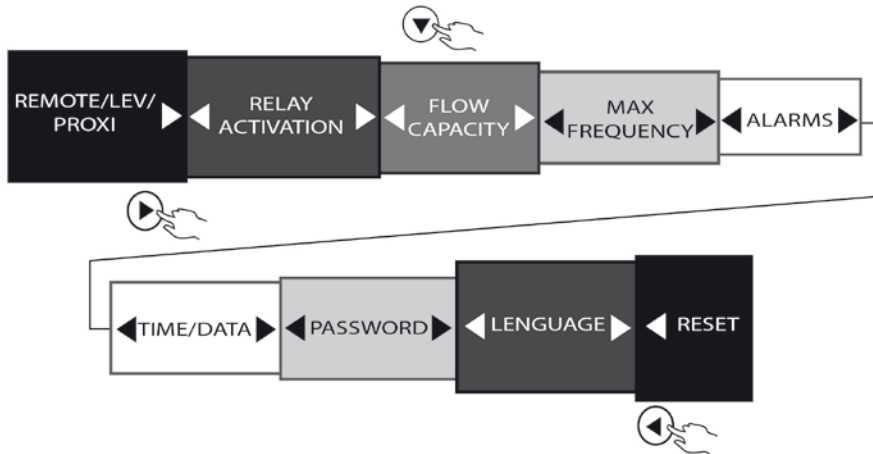 REMOTE/LEV/
PROXI
RELAY
ACTIVATION
FLOW
CAPACITY
MAX
FREQUENCY
ALARMS
TIME/DATA
PASSWORD
LENGUAGE
RESET